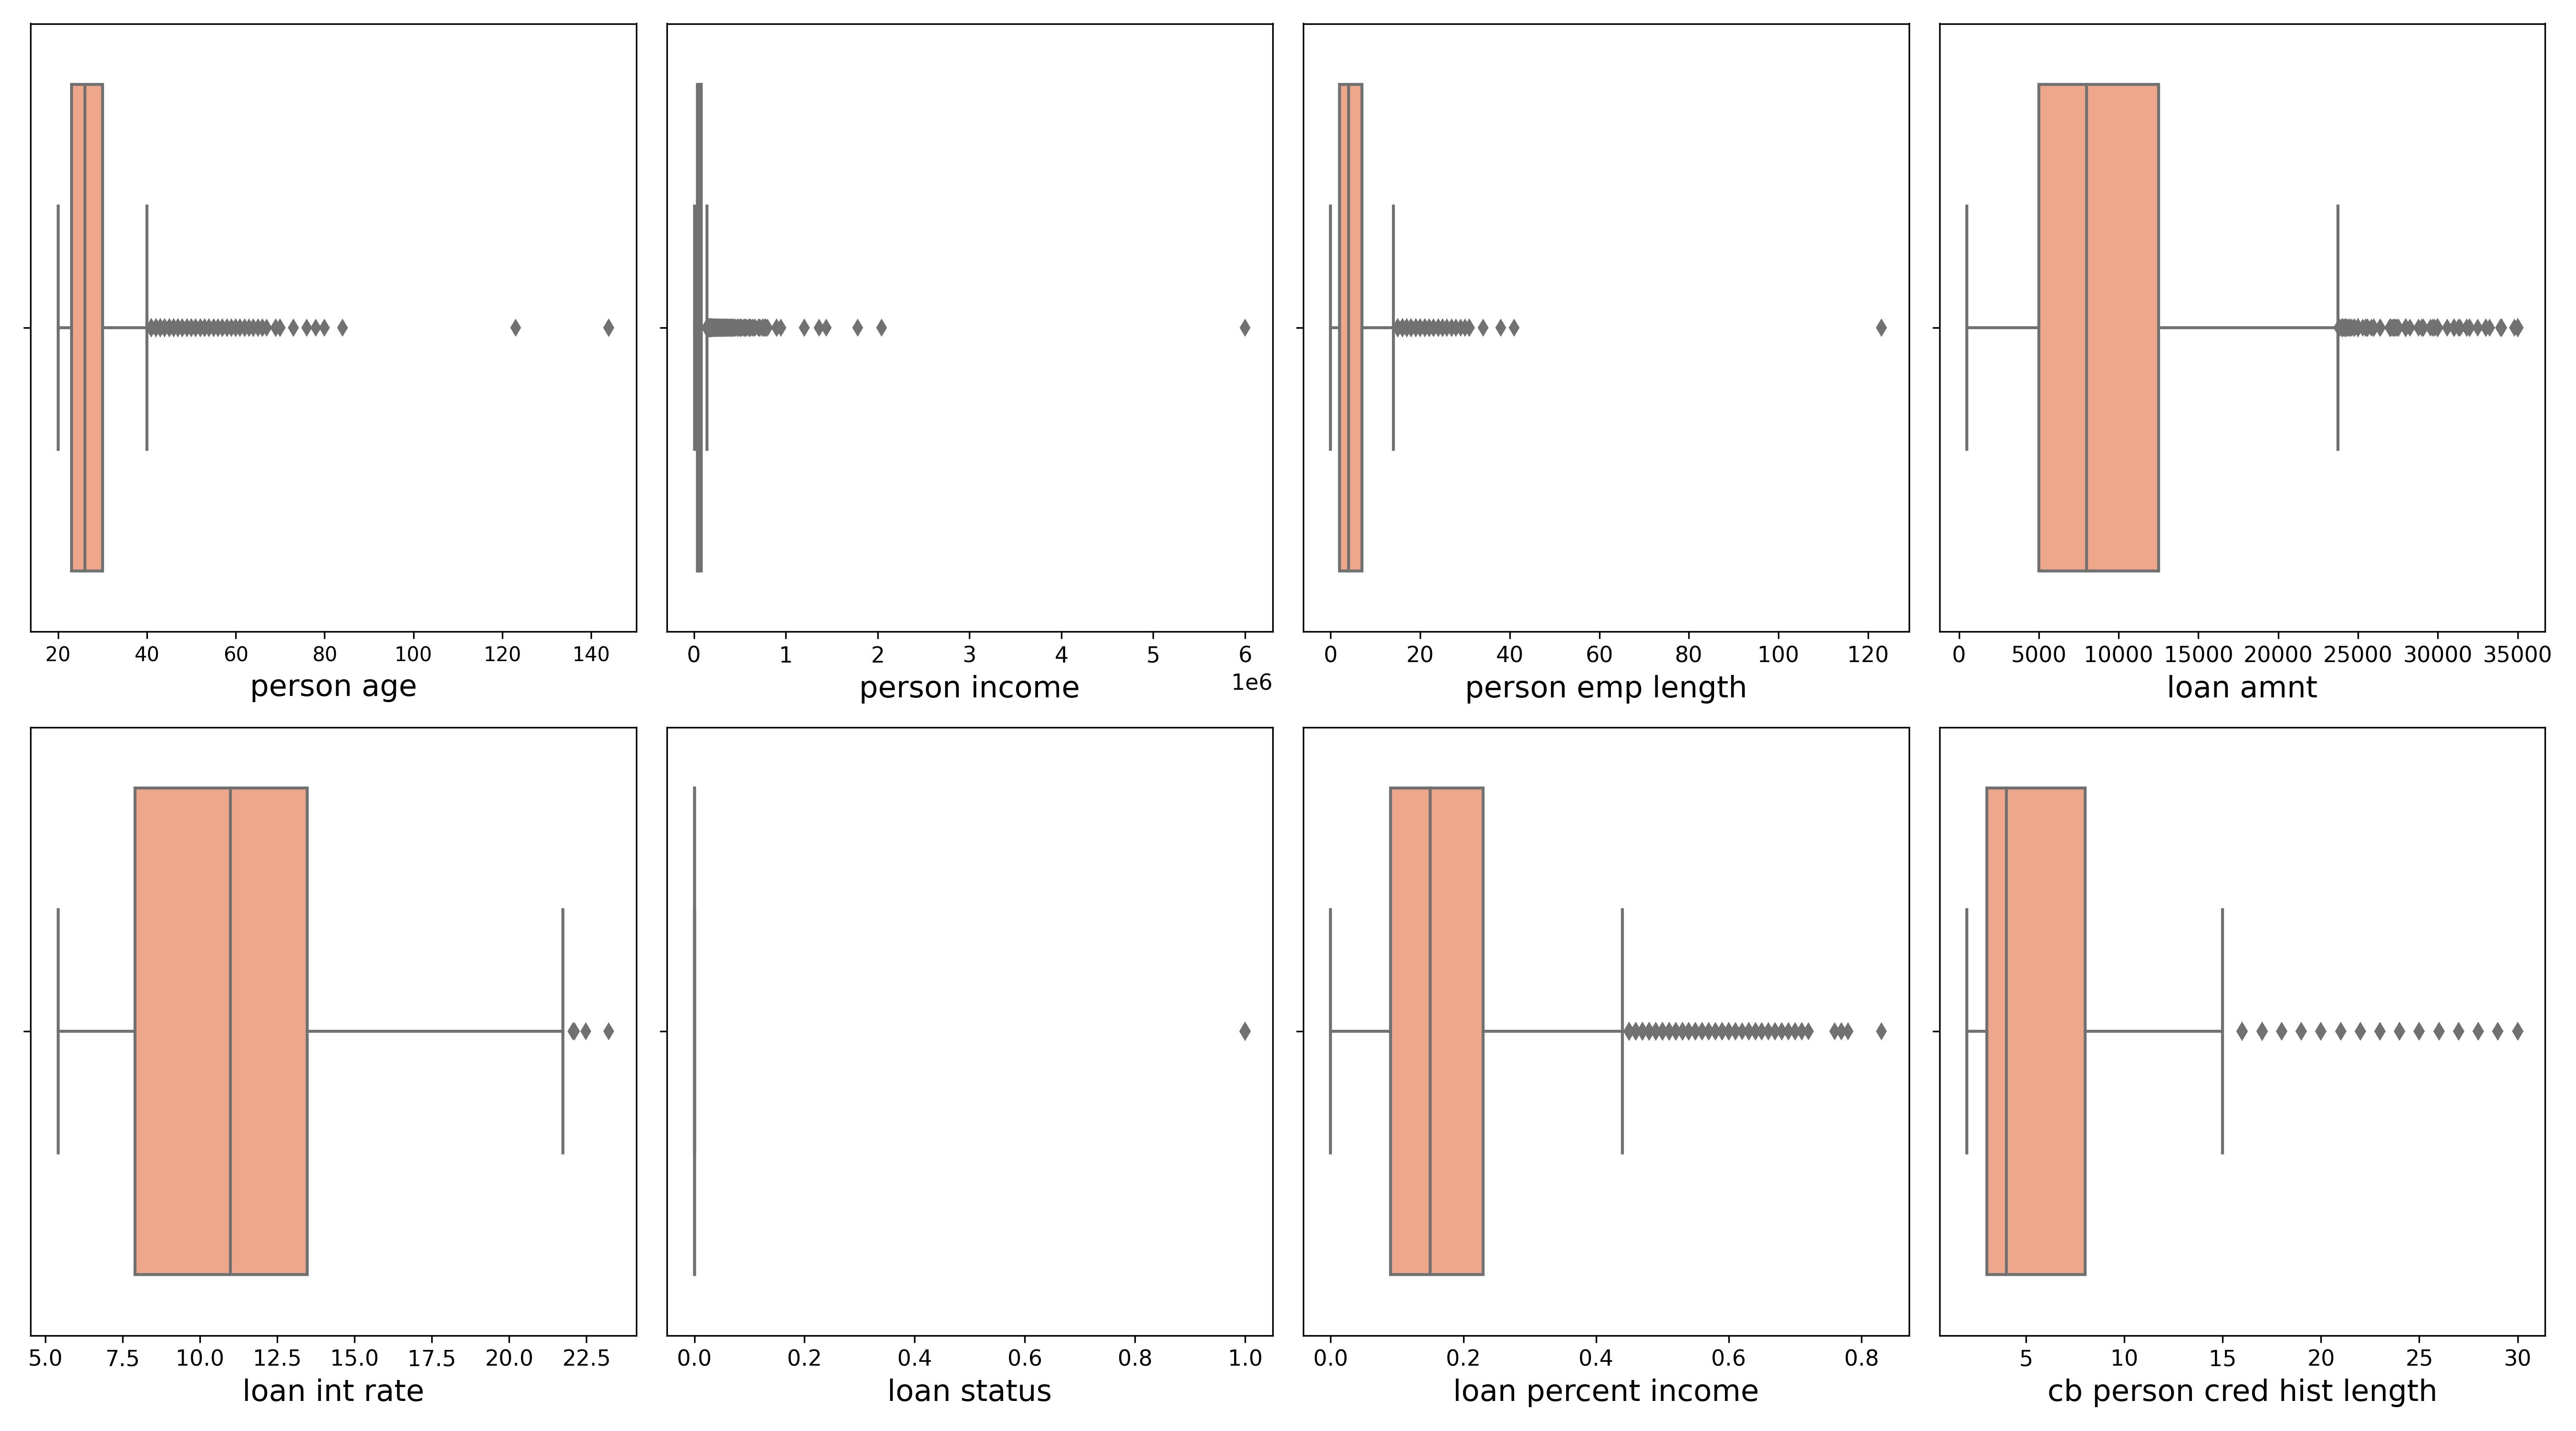 20 40 60 80 100 120 140
person age
0 1 2 3 4 5 6
1e6
person income
0 20 40 60 80 100 120
person emp length
0 5000 10000 15000 20000 25000 30000 35000
loan amnt
5.0 7.5 10.0 12.5 15.0 17.5 20.0 22.5
loan int rate
0.0 0.2 0.4 0.6 0.8 1.0
loan status
0.0 0.2 0.4 0.6 0.8
loan percent income
5 10 15 20 25 30
cb person cred hist length